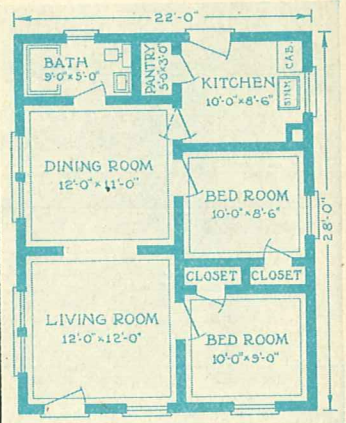 22'-0"
BATH
9'-0"x5'-0"
PANTRY
5'-0"x3'-0"
KITCHEN
10'-0"x8'-6"
CAB.
SINK
DINING ROOM
12'-0"x11'-0"
BED ROOM
10'-0"x8'-6"
28'-0"
CLOSET
CLOSET
LIVING ROOM
12'-0"x12'-0"
BED ROOM
10'-0"x9'-0"